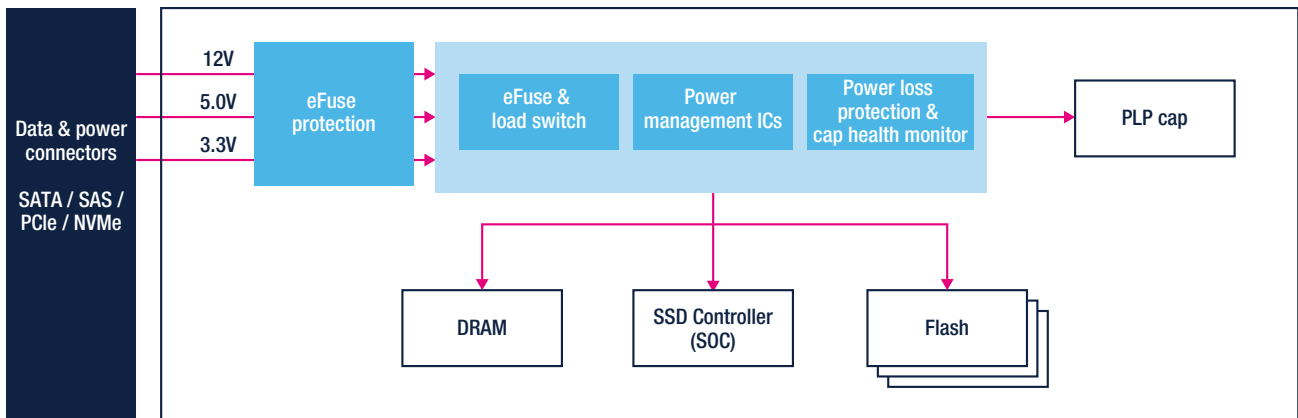 Data & power
connectors
SATA / SAS /
PCIe / NVMe
12V
5.0V
3.3V
eFuse
protection
eFuse &
load switch
Power
management ICs
Power loss
protection &
cap health monitor
PLP cap
DRAM
SSD Controller
(SOC)
Flash